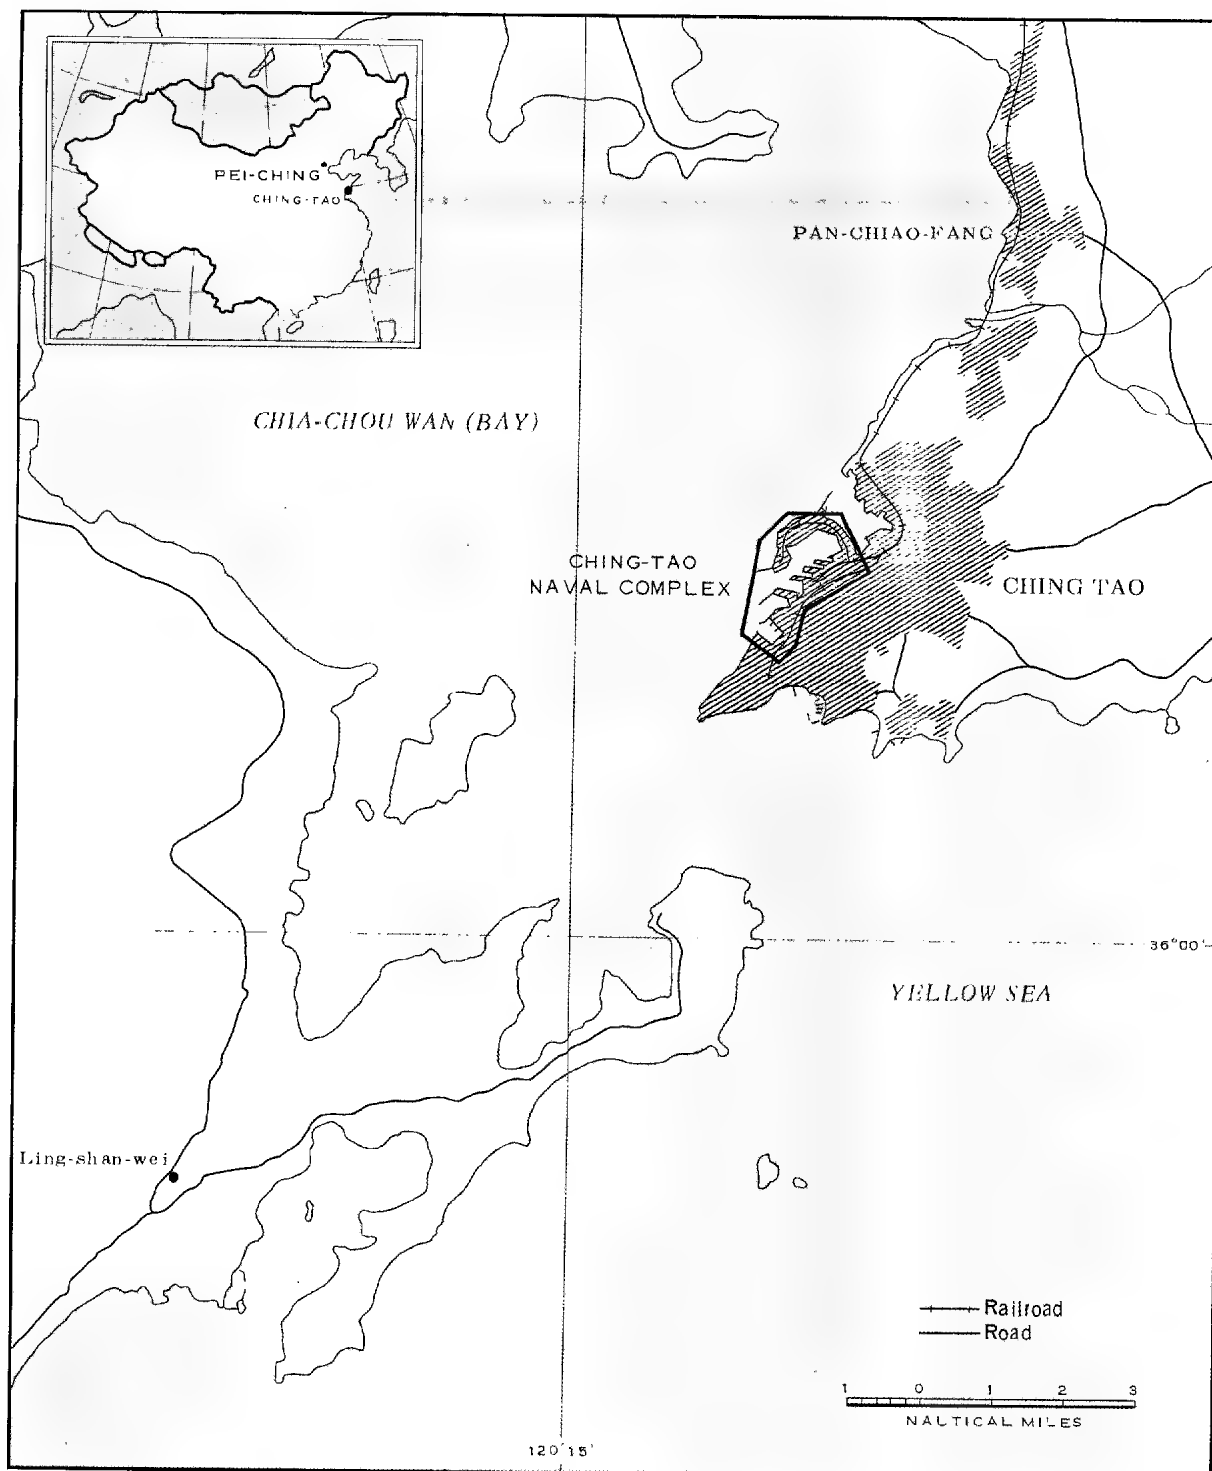 PEI-CHING
CHING-TAO
PAN-CHIAO-FANG
CHIA-CHOU WAN (BAY)
CHING-TAO
NAVAL COMPLEX
CHING TAO
36°00'
YELLOW SEA
Ling-shan-wei
Railroad
Road
1 0 1 2 3
NAUTICAL MILES
120°15'